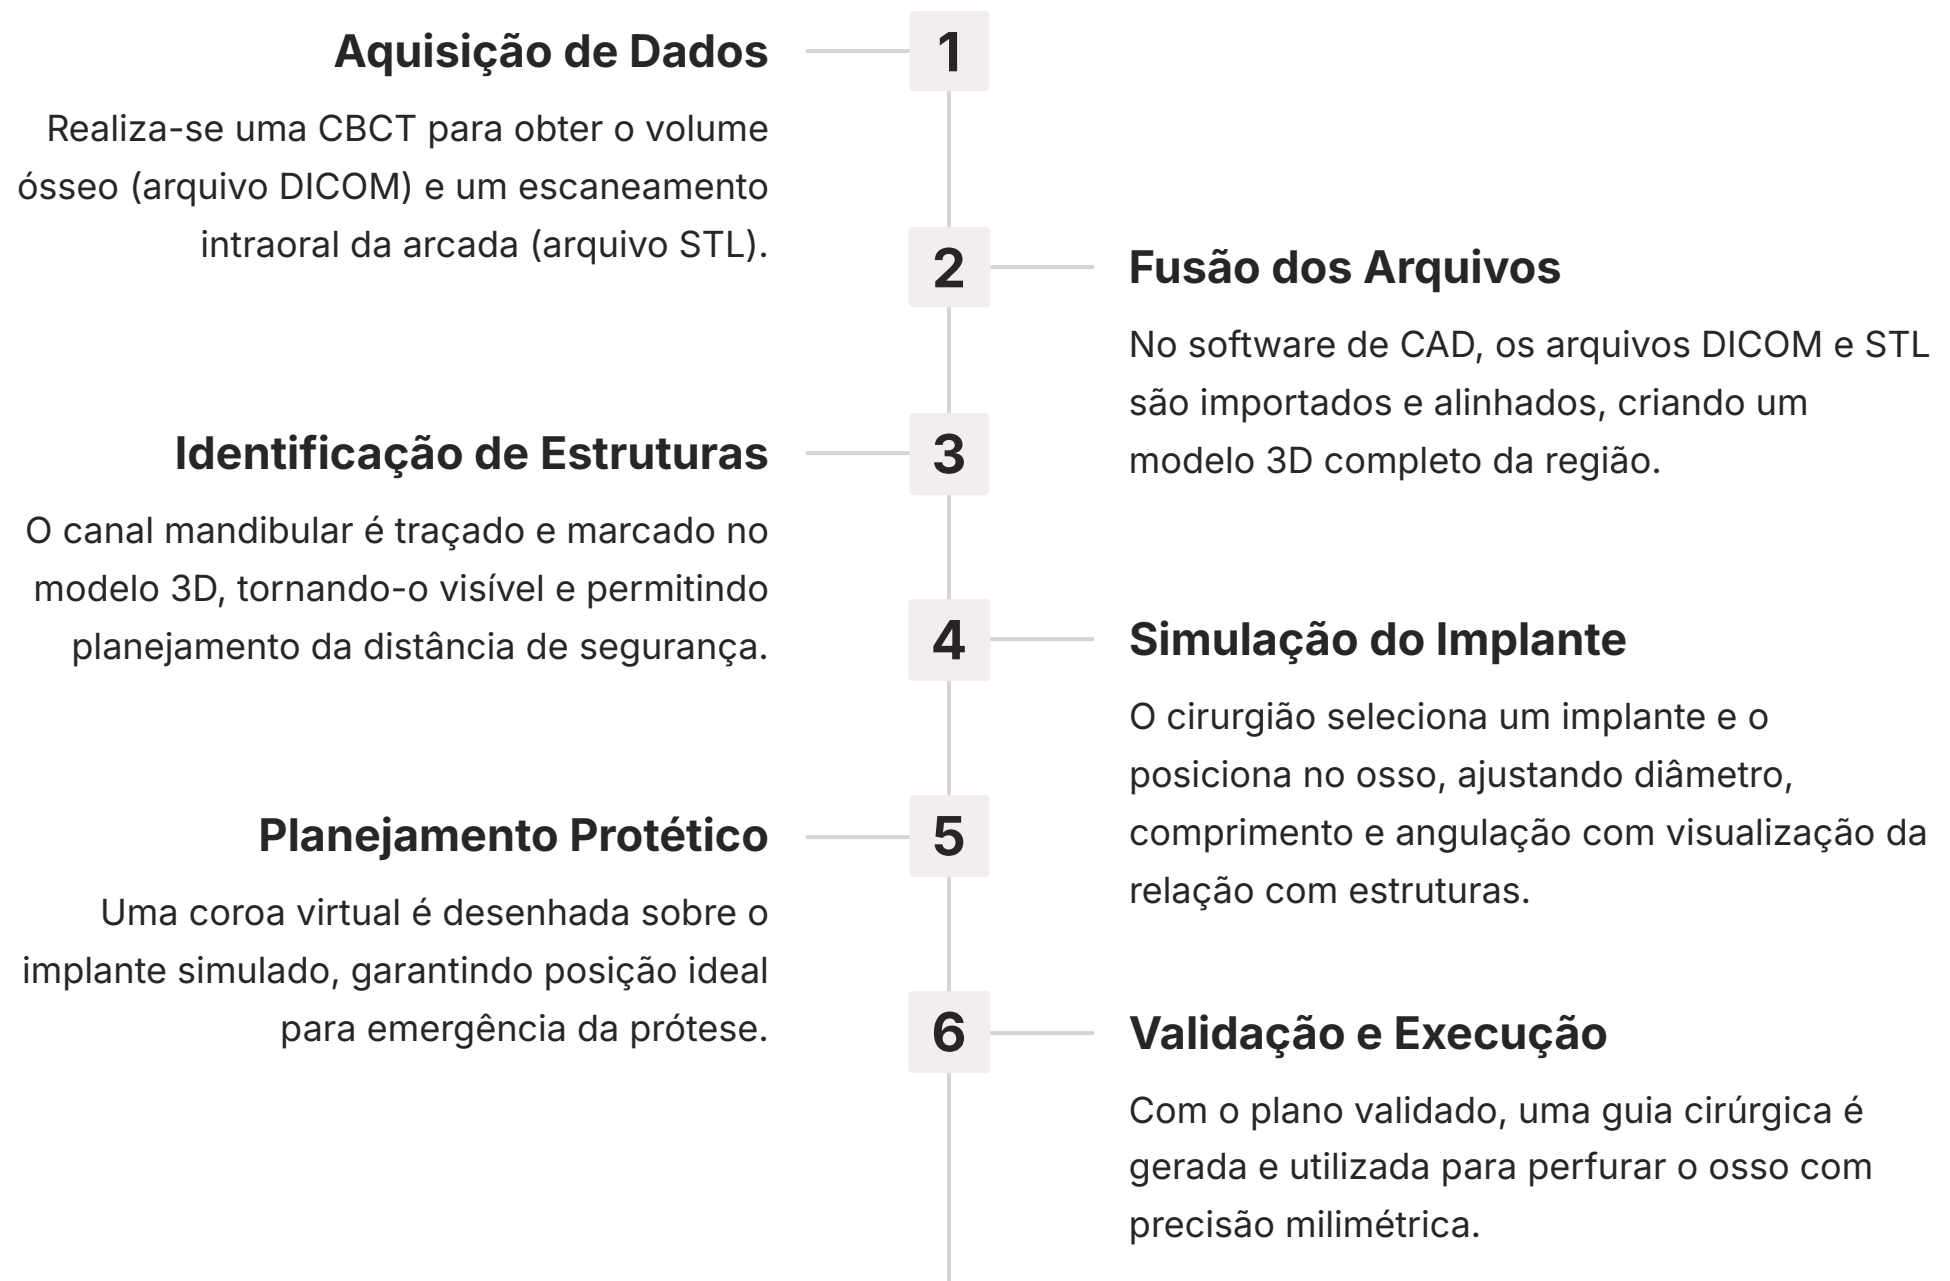 1
Aquisição de Dados
Realiza-se uma CBCT para obter o volume
ósseo (arquivo DICOM) e um escaneamento
intraoral da arcada (arquivo STL).
2
Fusão dos Arquivos
No software de CAD, os arquivos DICOM e STL
são importados e alinhados, criando um
modelo 3D completo da região.
3
Identificação de Estruturas
O canal mandibular é traçado e marcado no
modelo 3D, tornando-o visível e permitindo
planejamento da distância de segurança.
4
Simulação do Implante
O cirurgião seleciona um implante e o
posiciona no osso, ajustando diâmetro,
comprimento e angulação com visualização da
relação com estruturas.
5
Planejamento Protético
Uma coroa virtual é desenhada sobre o
implante simulado, garantindo posição ideal
para emergência da prótese.
6
Validação e Execução
Com o plano validado, uma guia cirúrgica é
gerada e utilizada para perfurar o osso com
precisão milimétrica.